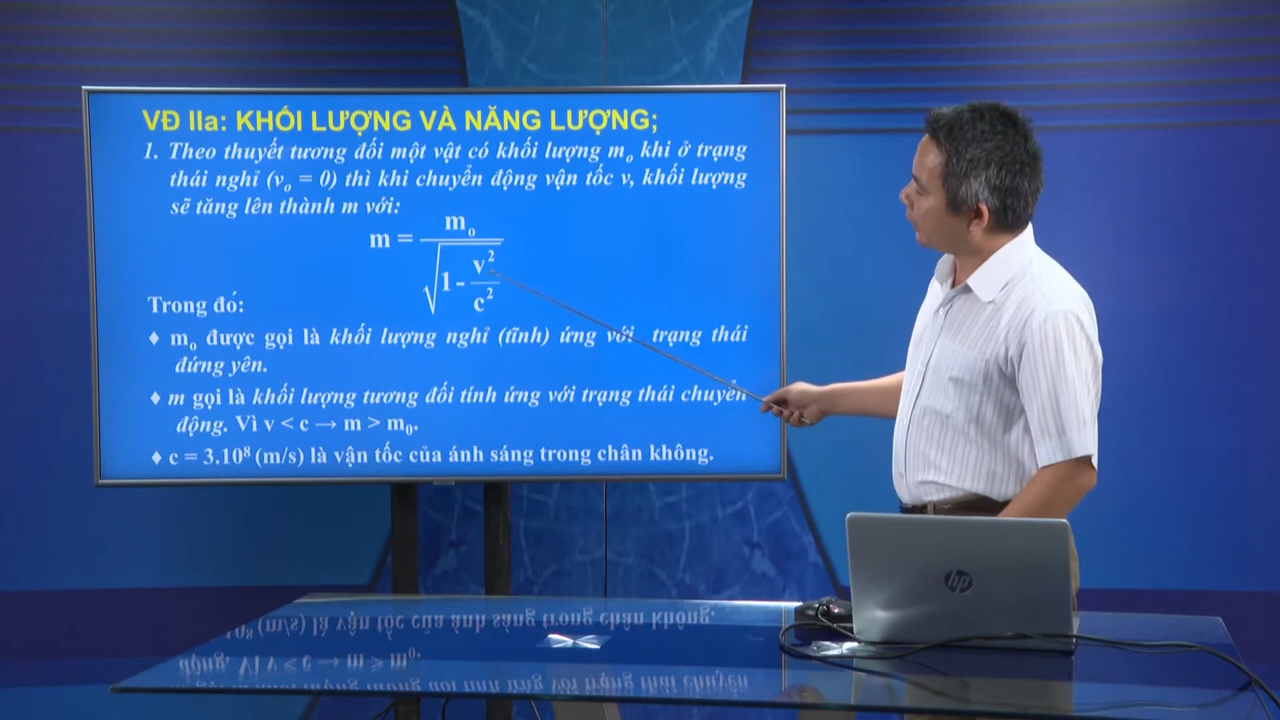 VĐ IIa: KHỐI LƯỢNG VÀ NĂNG LƯỢNG;
1. Theo thuyết tương đối một vật có khối lượng mₒ khi ở trạng
thái nghỉ (vₒ = 0) thì khi chuyển động vận tốc v, khối lượng
sẽ tăng lên thành m với:
m = mₒ / √(1 - v²/c²)
Trong đó:
♦ mₒ được gọi là khối lượng nghỉ (tĩnh) ứng với trạng thái
đứng yên.
♦ m gọi là khối lượng tương đối tính ứng với trạng thái chuyển
động. Vì v < c → m > m₀.
♦ c = 3.10⁸ (m/s) là vận tốc của ánh sáng trong chân không.
hp